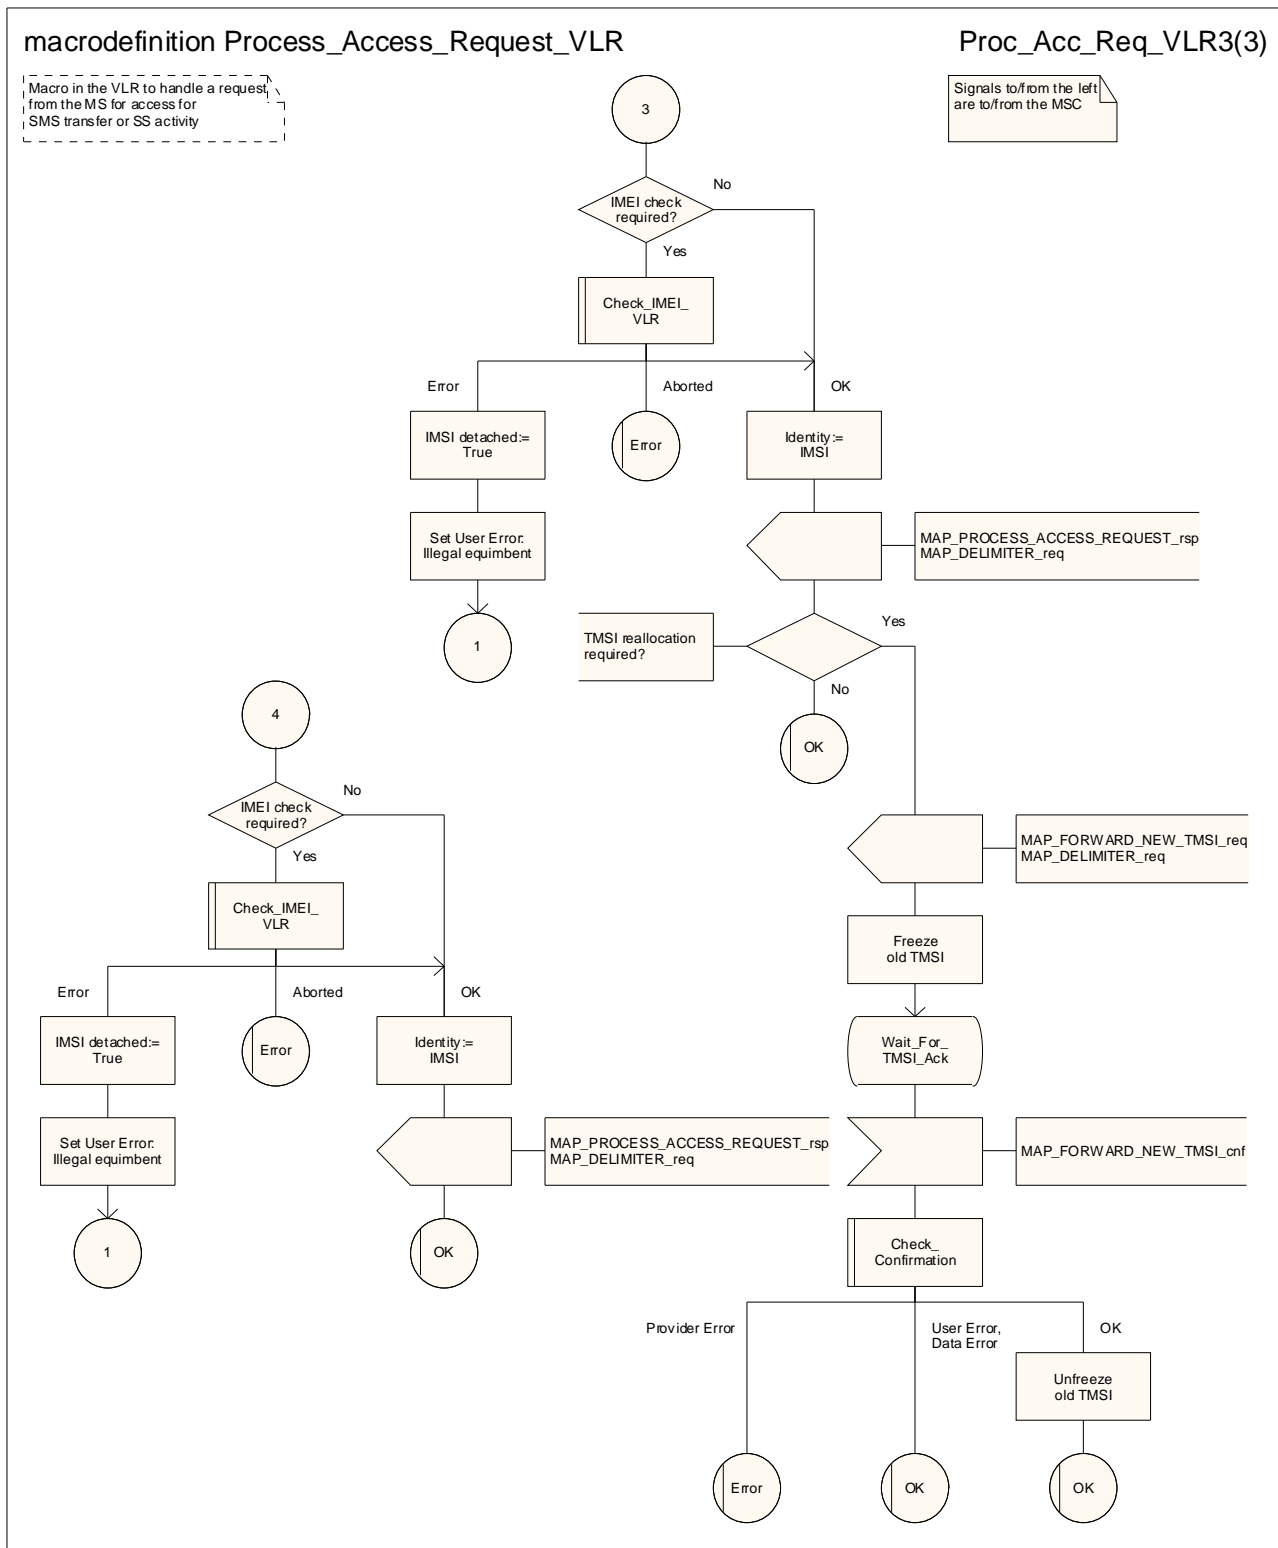 macrodefinition Process_Access_Request_VLR
Proc_Acc_Req_VLR3(3)
Macro in the VLR to handle a request
from the MS for access for
SMS transfer or SS activity
Signals to/from the left
are to/from the MSC
3
IMEI check
required?
No
Yes
Check_IMEI_
VLR
Error
Aborted
OK
IMSI detached:=
True
Error
Identity:=
IMSI
Set User Error:
Illegal equimbent
MAP_PROCESS_ACCESS_REQUEST_rsp
MAP_DELIMITER_req
1
TMSI reallocation
required?
Yes
No
OK
4
IMEI check
required?
No
Yes
Check_IMEI_
VLR
Error
Aborted
OK
IMSI detached:=
True
Error
Identity:=
IMSI
Set User Error:
Illegal equimbent
MAP_PROCESS_ACCESS_REQUEST_rsp
MAP_DELIMITER_req
1
OK
MAP_FORWARD_NEW_TMSI_req
MAP_DELIMITER_req
Freeze
old TMSI
Wait_For_
TMSI_Ack
MAP_FORWARD_NEW_TMSI_cnf
Check_
Confirmation
Provider Error
User Error,
Data Error
OK
Unfreeze
old TMSI
Error
OK
OK